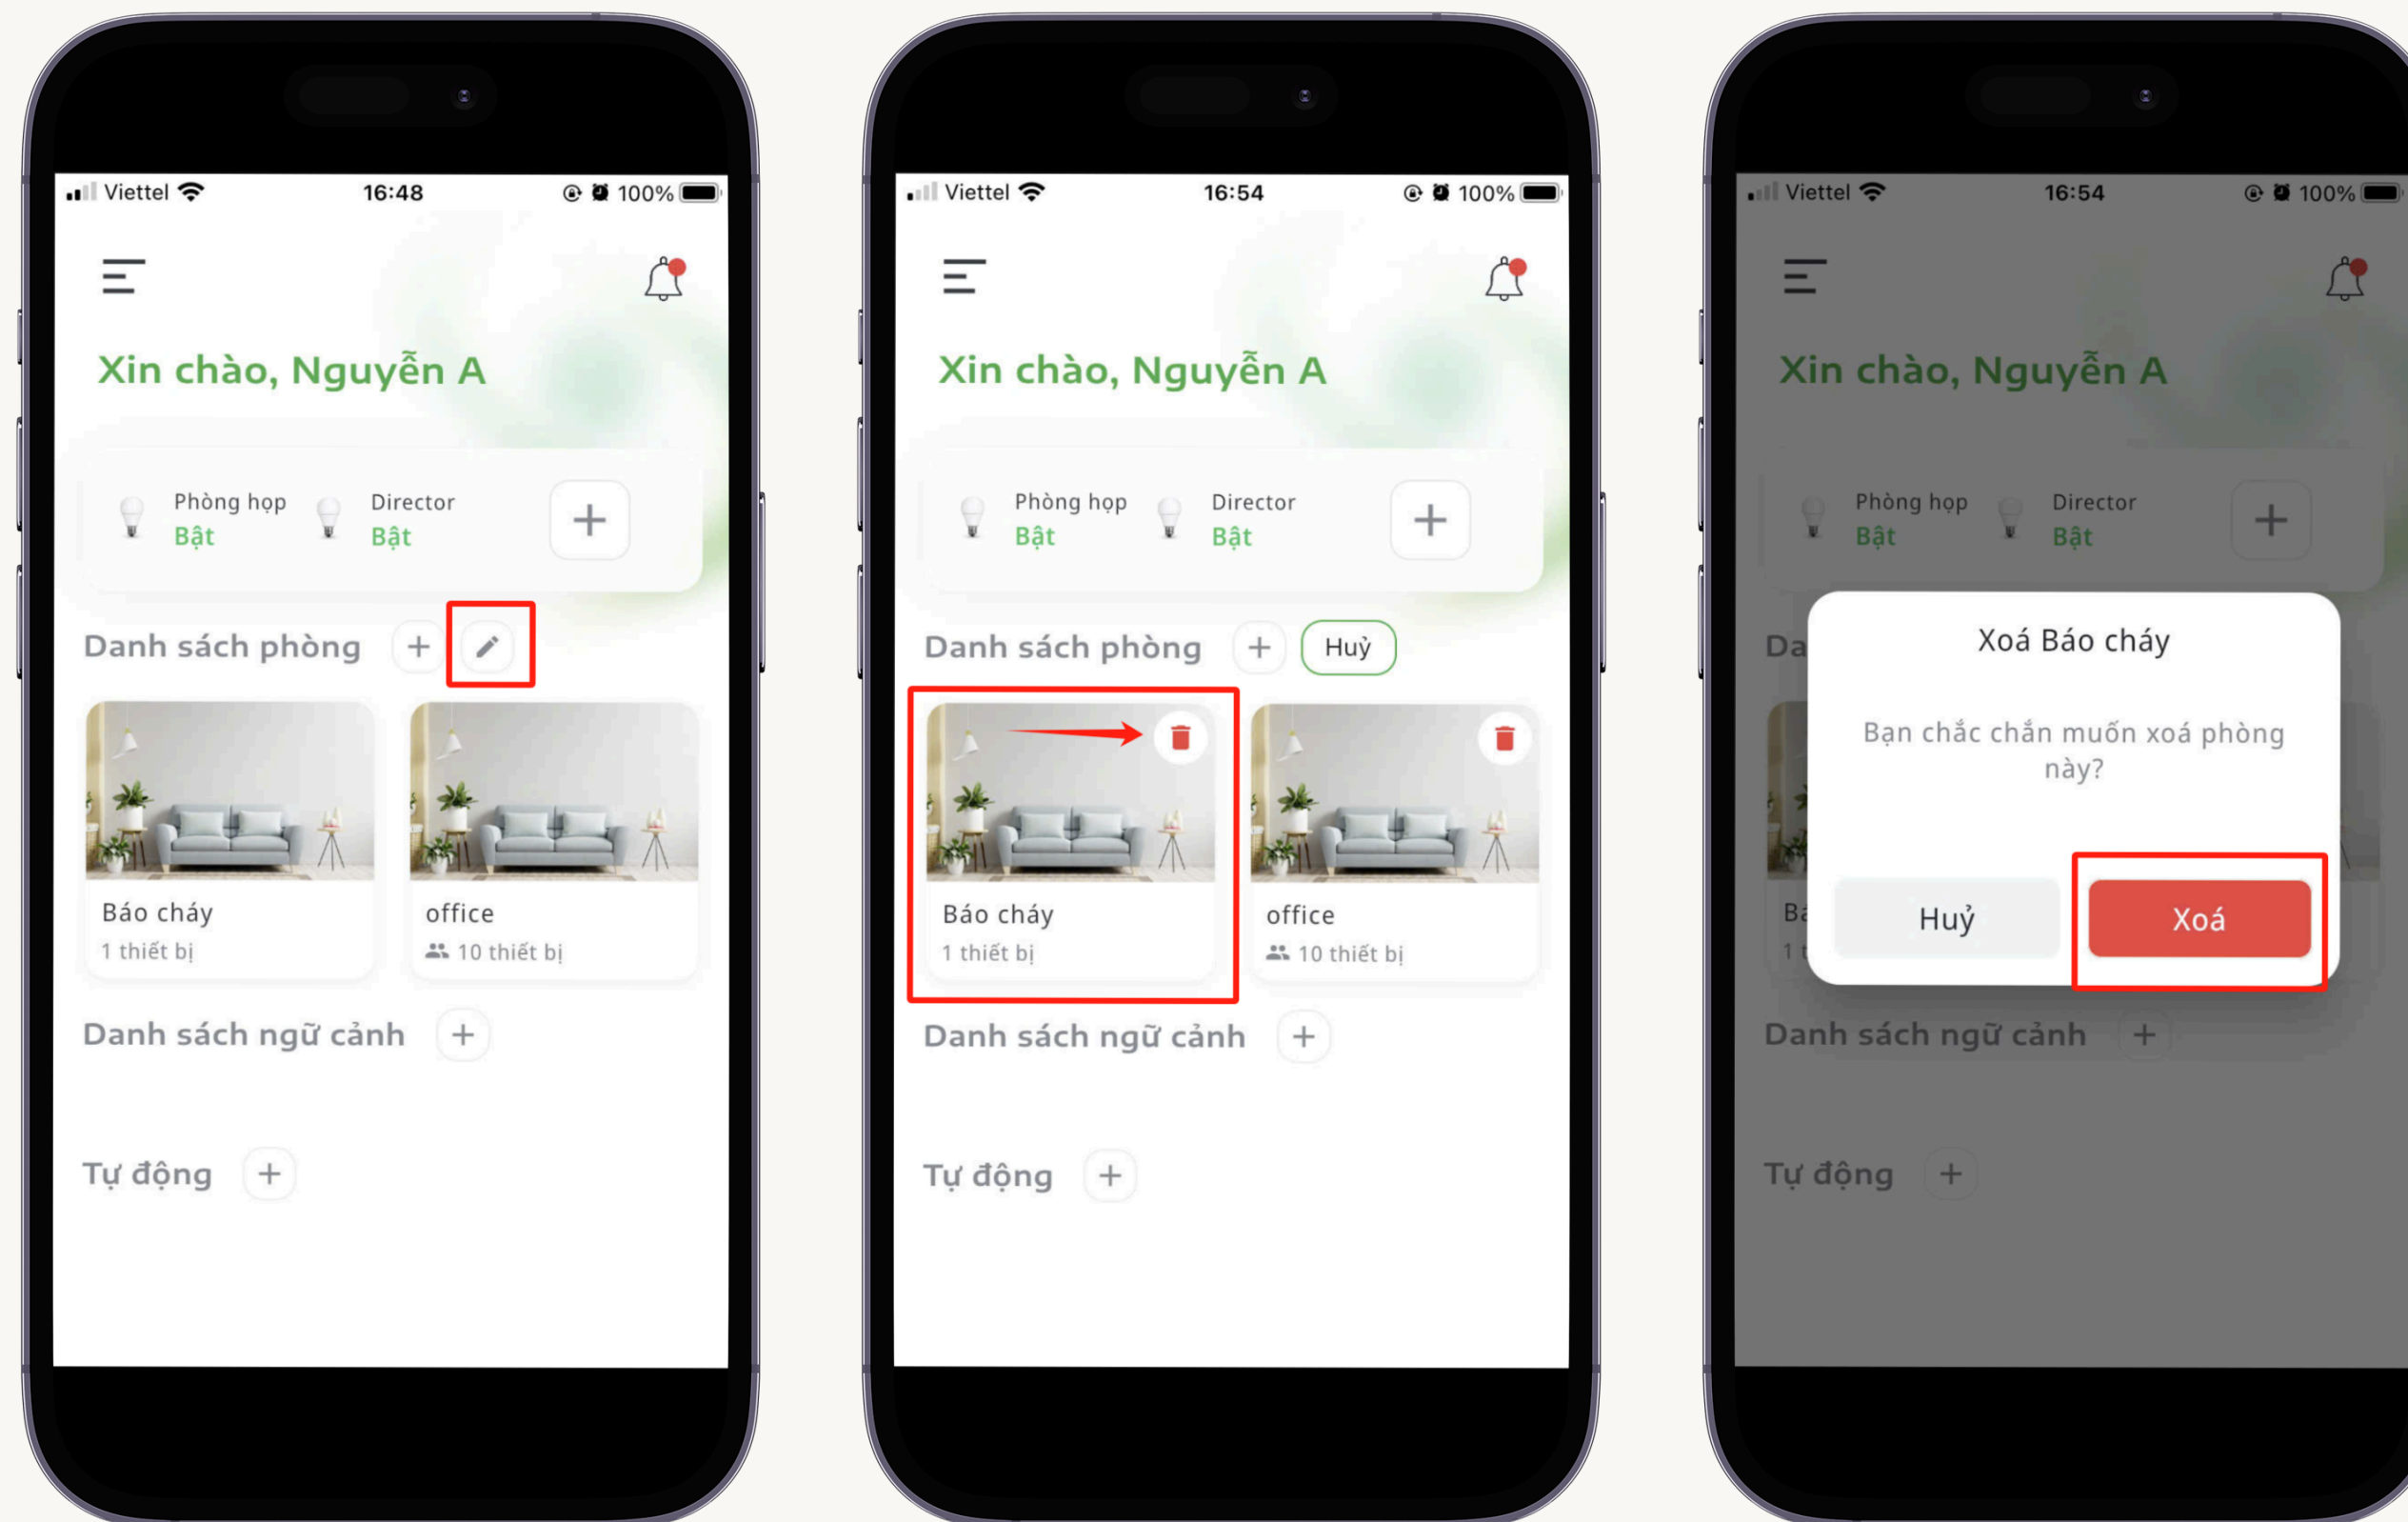 Viettel 16:48 100%
Xin chào, Nguyễn A
Phòng họp Director
Bật Bật
Danh sách phòng
Báo cháy office
1 thiết bị 10 thiết bị
Danh sách ngữ cảnh
Tự động
Viettel 16:54 100%
Xin chào, Nguyễn A
Phòng họp Director
Bật Bật
Danh sách phòng Huỷ
Báo cháy office
1 thiết bị 10 thiết bị
Danh sách ngữ cảnh
Tự động
Viettel 16:54 100%
Xin chào, Nguyễn A
Phòng họp Director
Bật Bật
Da
Xoá Báo cháy
Bạn chắc chắn muốn xoá phòng
này?
Huỷ Xoá
Bá
1 t
Danh sách ngữ cảnh
Tự động